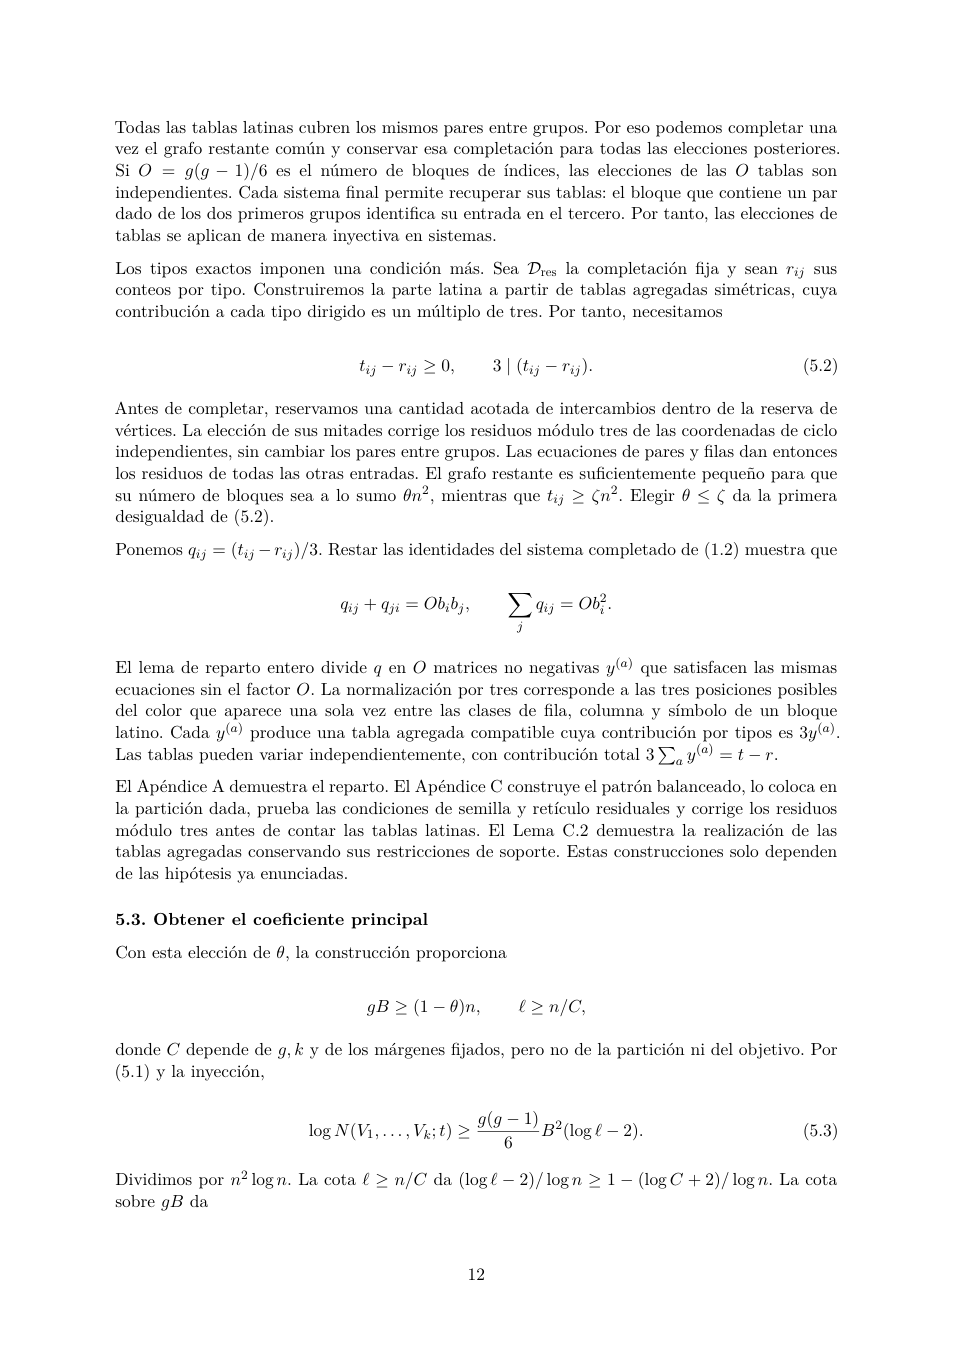 Todas las tablas latinas cubren los mismos pares entre grupos. Por eso podemos completar una
vez el grafo restante común y conservar esa completación para todas las elecciones posteriores.
Si O = g(g − 1)/6 es el número de bloques de índices, las elecciones de las O tablas son
independientes. Cada sistema final permite recuperar sus tablas: el bloque que contiene un par
dado de los dos primeros grupos identifica su entrada en el tercero. Por tanto, las elecciones de
tablas se aplican de manera inyectiva en sistemas.
Los tipos exactos imponen una condición más. Sea 𝒟_res la completación fija y sean r_ij sus
conteos por tipo. Construiremos la parte latina a partir de tablas agregadas simétricas, cuya
contribución a cada tipo dirigido es un múltiplo de tres. Por tanto, necesitamos
t_ij − r_ij ≥ 0, 3 | (t_ij − r_ij). (5.2)
Antes de completar, reservamos una cantidad acotada de intercambios dentro de la reserva de
vértices. La elección de sus mitades corrige los residuos módulo tres de las coordenadas de ciclo
independientes, sin cambiar los pares entre grupos. Las ecuaciones de pares y filas dan entonces
los residuos de todas las otras entradas. El grafo restante es suficientemente pequeño para que
su número de bloques sea a lo sumo θn², mientras que t_ij ≥ ζn². Elegir θ ≤ ζ da la primera
desigualdad de (5.2).
Ponemos q_ij = (t_ij − r_ij)/3. Restar las identidades del sistema completado de (1.2) muestra que
q_ij + q_ji = Ob_ib_j, ∑_j q_ij = Ob_i².
El lema de reparto entero divide q en O matrices no negativas y^(a) que satisfacen las mismas
ecuaciones sin el factor O. La normalización por tres corresponde a las tres posiciones posibles
del color que aparece una sola vez entre las clases de fila, columna y símbolo de un bloque
latino. Cada y^(a) produce una tabla agregada compatible cuya contribución por tipos es 3y^(a).
Las tablas pueden variar independientemente, con contribución total 3 ∑_a y^(a) = t − r.
El Apéndice A demuestra el reparto. El Apéndice C construye el patrón balanceado, lo coloca en
la partición dada, prueba las condiciones de semilla y retículo residuales y corrige los residuos
módulo tres antes de contar las tablas latinas. El Lema C.2 demuestra la realización de las
tablas agregadas conservando sus restricciones de soporte. Estas construcciones solo dependen
de las hipótesis ya enunciadas.
5.3. Obtener el coeficiente principal
Con esta elección de θ, la construcción proporciona
gB ≥ (1 − θ)n, ℓ ≥ n/C,
donde C depende de g, k y de los márgenes fijados, pero no de la partición ni del objetivo. Por
(5.1) y la inyección,
log N(V_1, . . . , V_k; t) ≥ g(g − 1)/6 B²(log ℓ − 2). (5.3)
Dividimos por n² log n. La cota ℓ ≥ n/C da (log ℓ − 2)/ log n ≥ 1 − (log C + 2)/ log n. La cota
sobre gB da
12